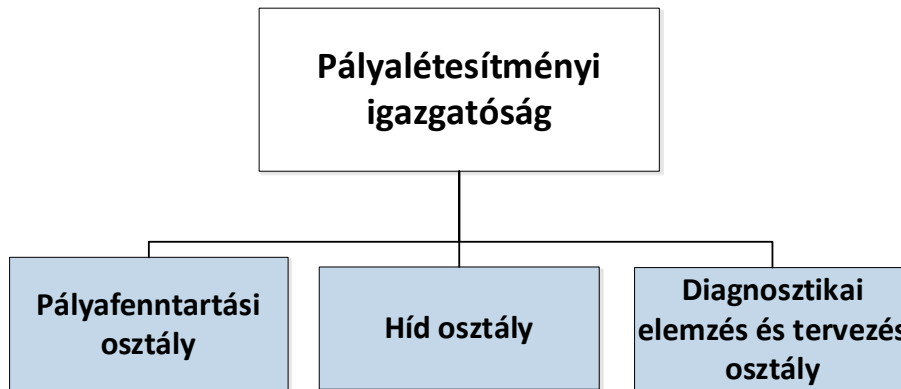 Pályalétesítményi
igazgatóság
Pályafenntartási
osztály
Híd osztály
Diagnosztikai
elemzés és tervezés
osztály